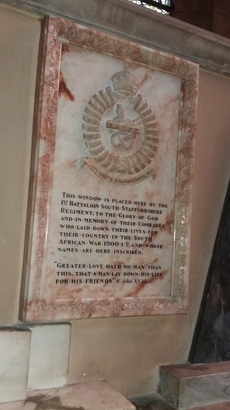 THIS WINDOW IS PLACED HERE BY THE
1ST BATTALION SOUTH STAFFORDSHIRE
REGIMENT, TO THE GLORY OF GOD
AND IN MEMORY OF THEIR COMRADES
WHO LAID DOWN THEIR LIVES FOR
THEIR COUNTRY IN THE SOUTH
AFRICAN WAR 1900-1-2, AND WHOSE
NAMES ARE HERE INSCRIBED.
"GREATER LOVE HATH NO MAN THAN
THIS, THAT A MAN LAY DOWN HIS LIFE
FOR HIS FRIENDS". St John